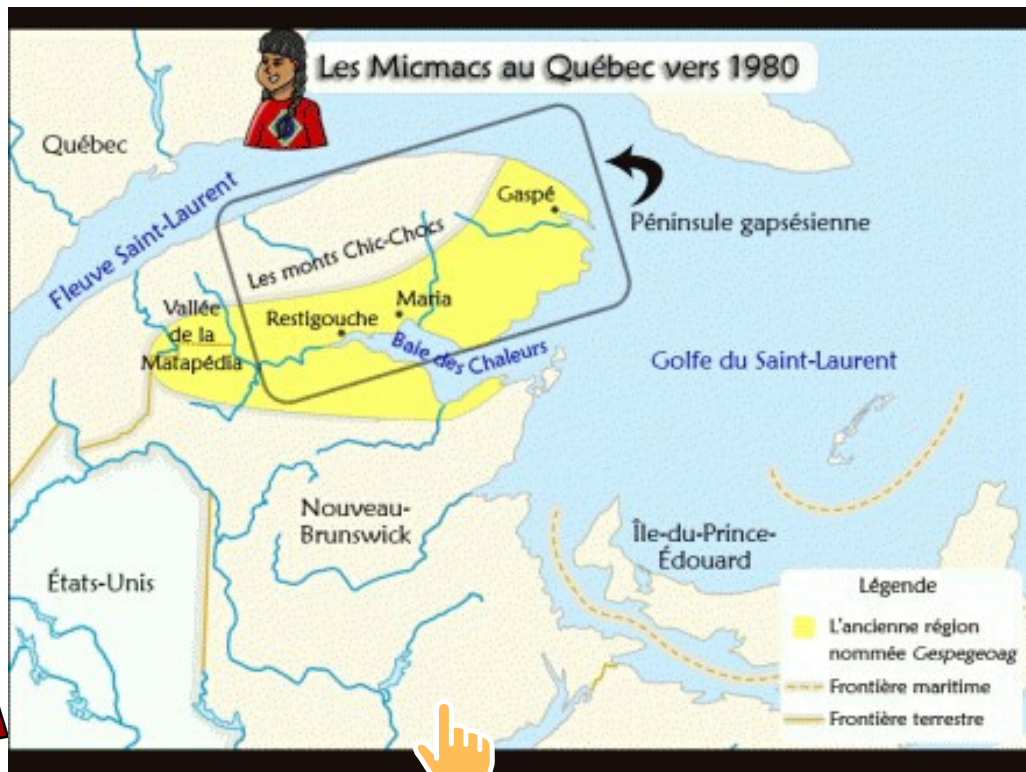 Les Micmacs au Québec vers 1980
Québec
Fleuve Saint-Laurent
Gaspé
Péninsule gapsésienne
Les monts Chic-Chocs
Vallée
de la
Matapédia
Restigouche
Maria
Baie des Chaleurs
Golfe du Saint-Laurent
Nouveau-
Brunswick
Île-du-Prince-
Édouard
États-Unis
Légende
L'ancienne région
nommée Gespegeoag
Frontière maritime
Frontière terrestre